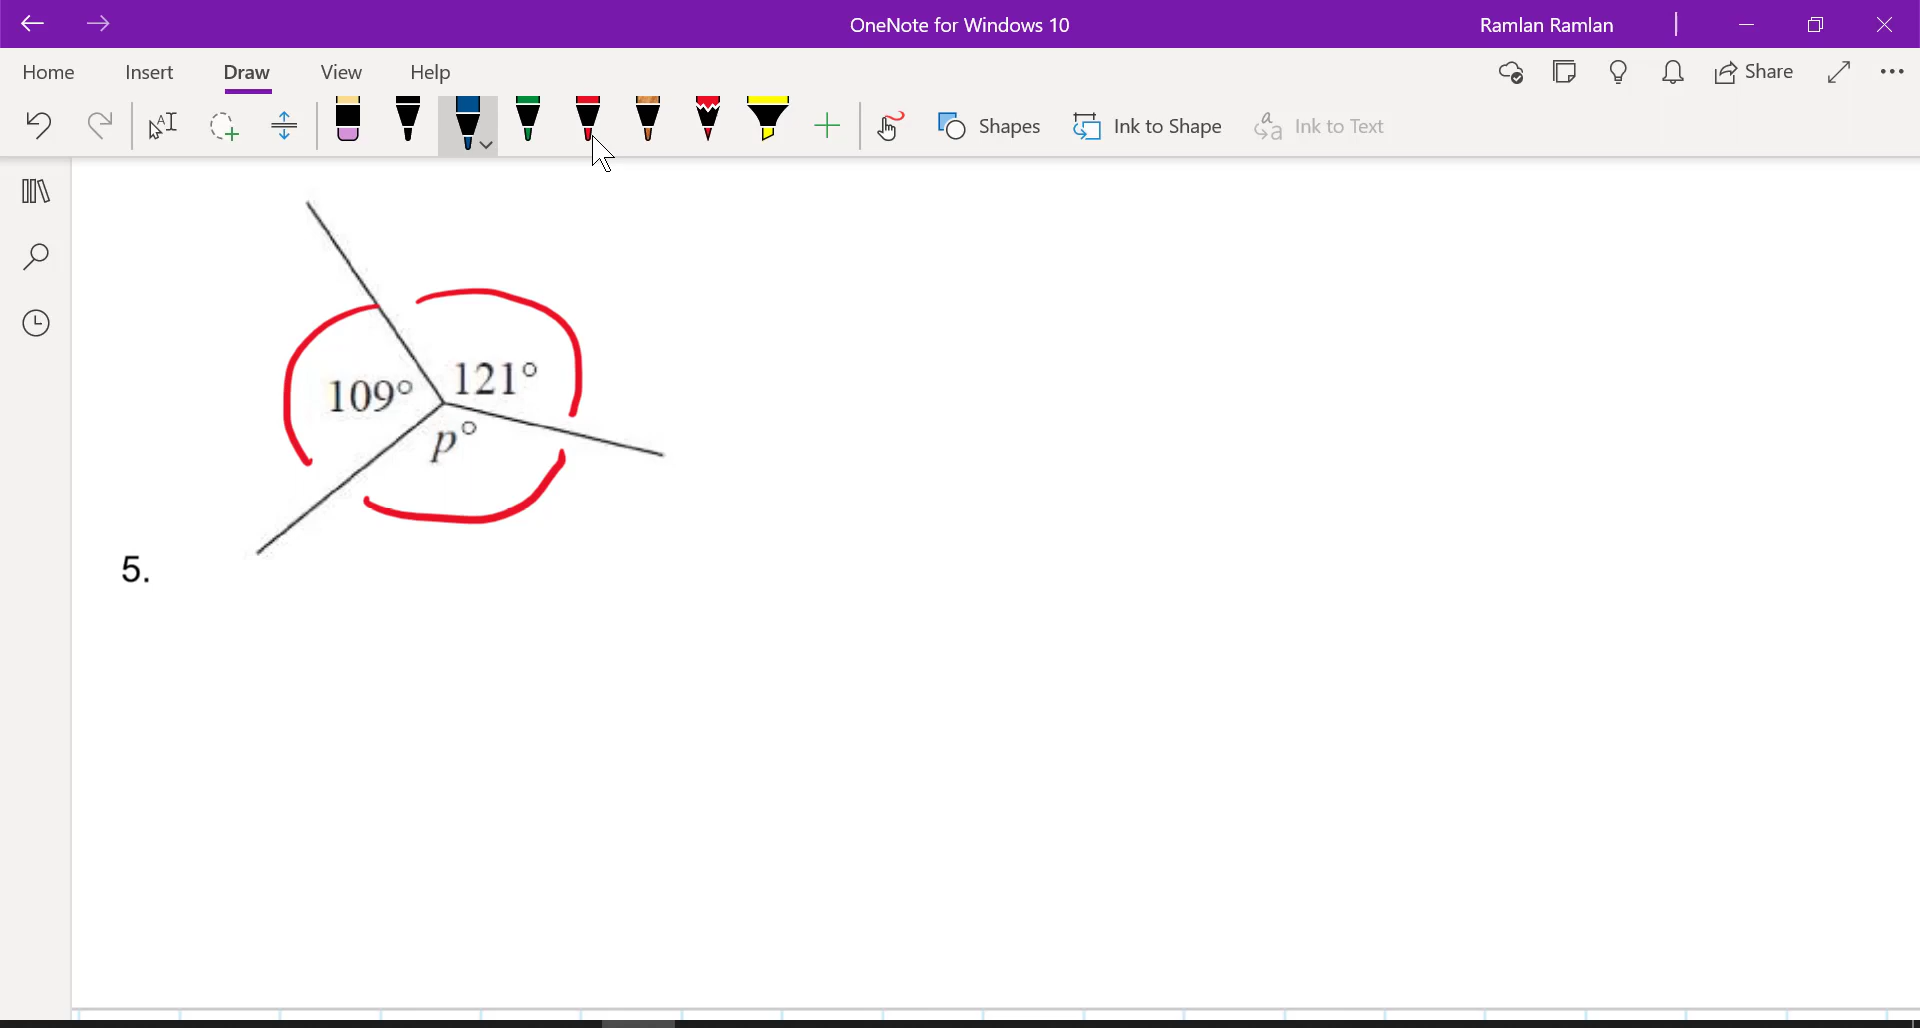 OneNote for Windows 10
Ramlan Ramlan
Home Insert Draw View Help
Share
Shapes
Ink to Shape
Ink to Text
121°
109°
p°
5.